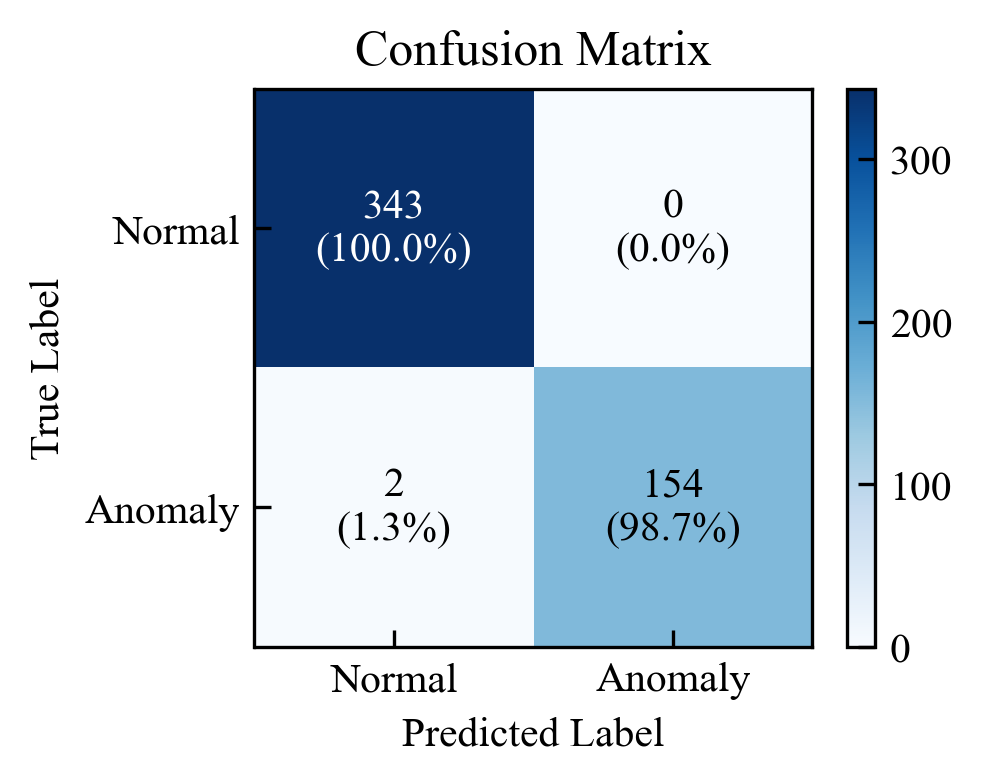 Confusion Matrix
343
(100.0%)
0
(0.0%)
2
(1.3%)
154
(98.7%)
Normal
Anomaly
True Label
Normal
Anomaly
Predicted Label
300
200
100
0